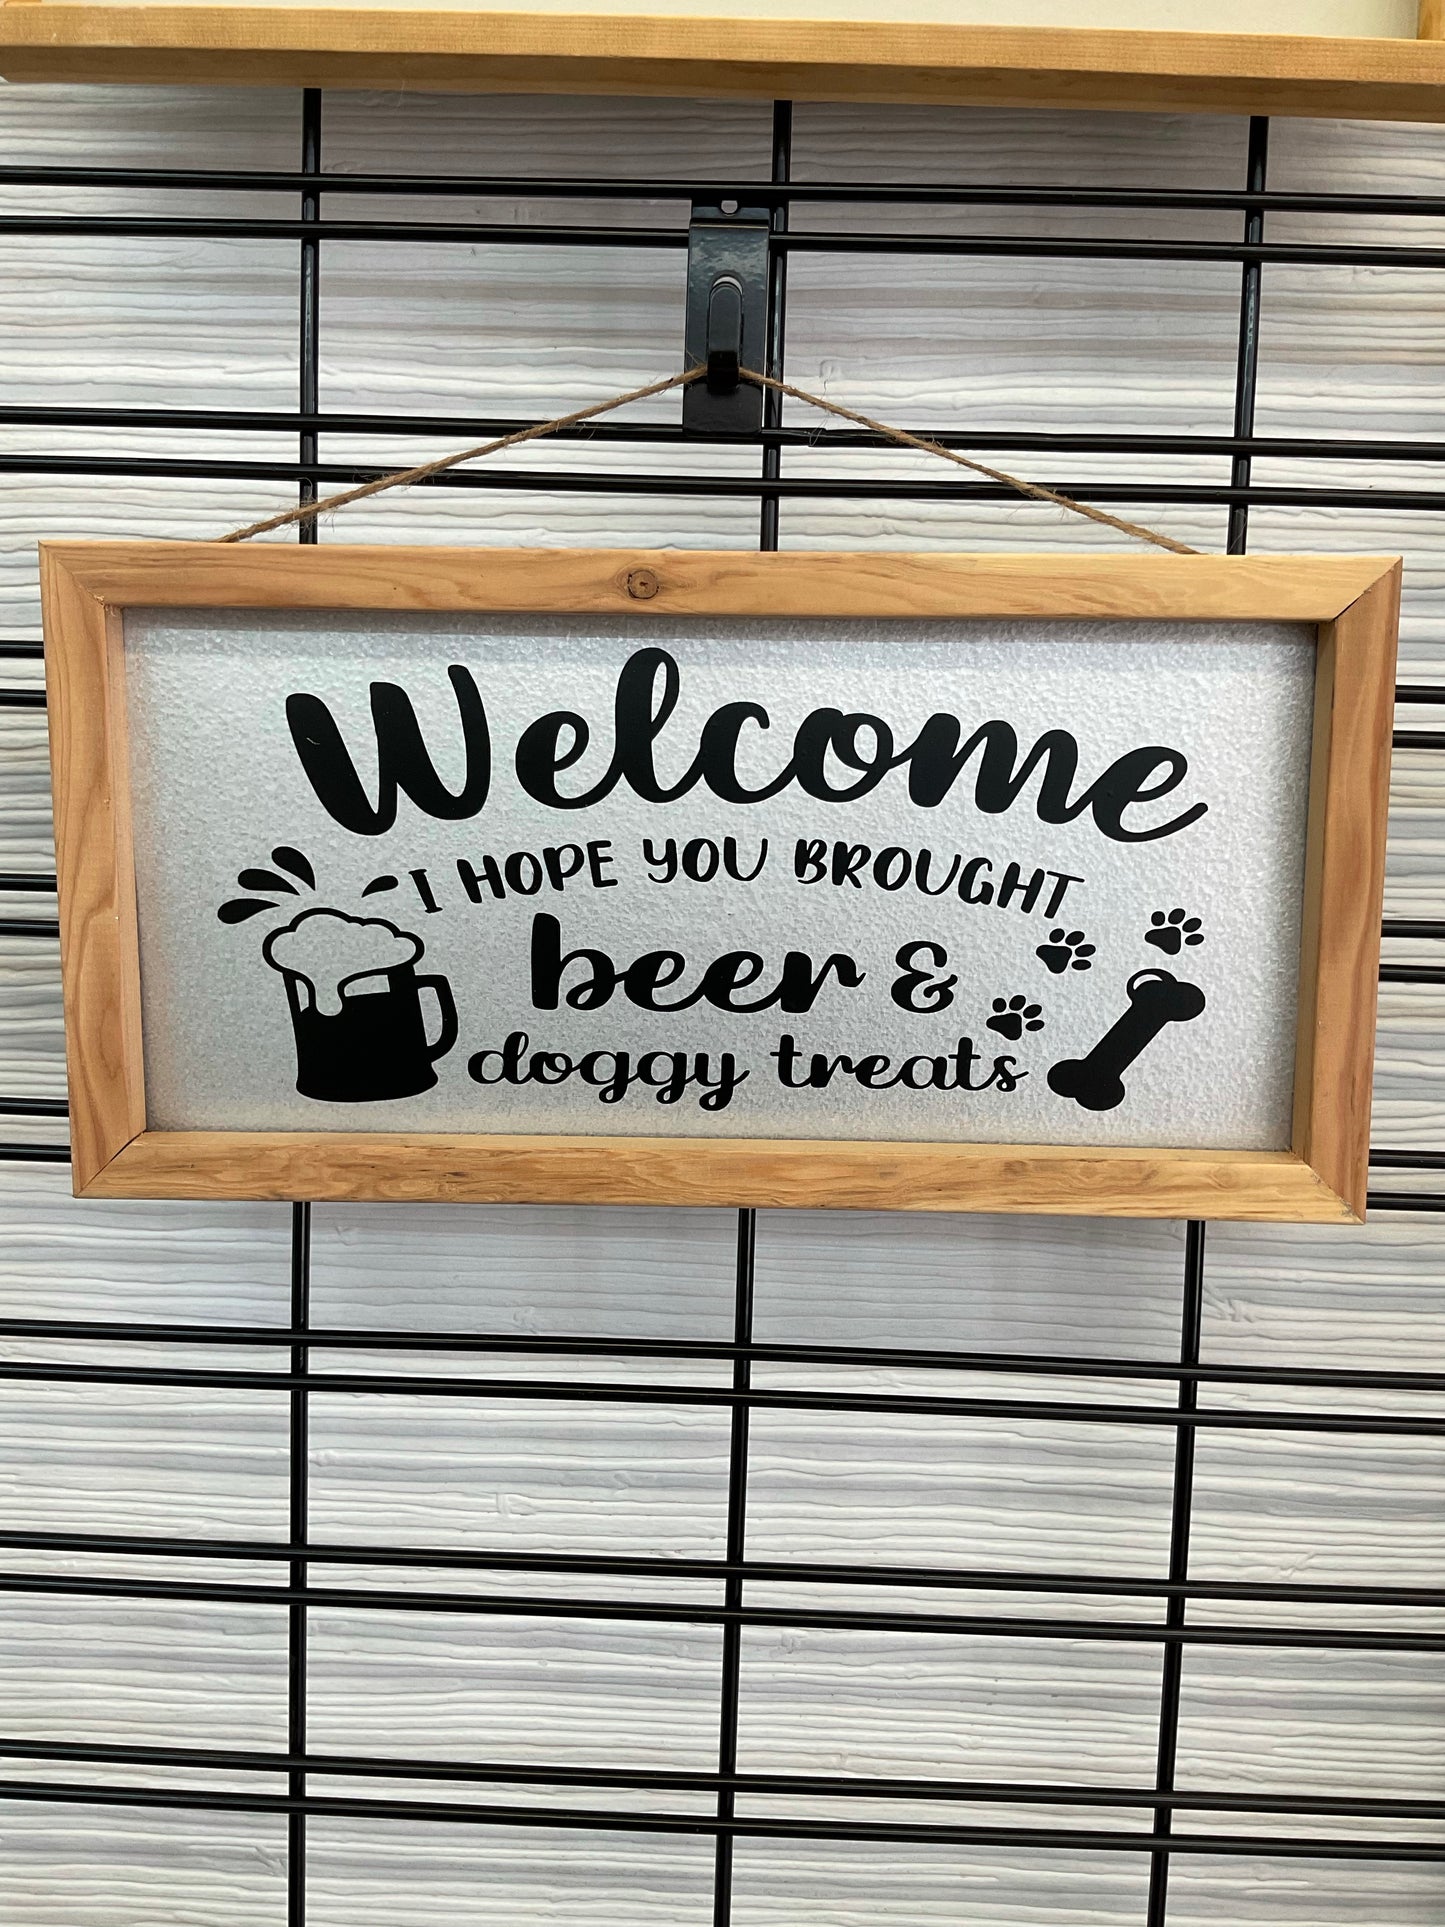 Welcome
I HOPE YOU BROUGHT
beer &
doggy treats